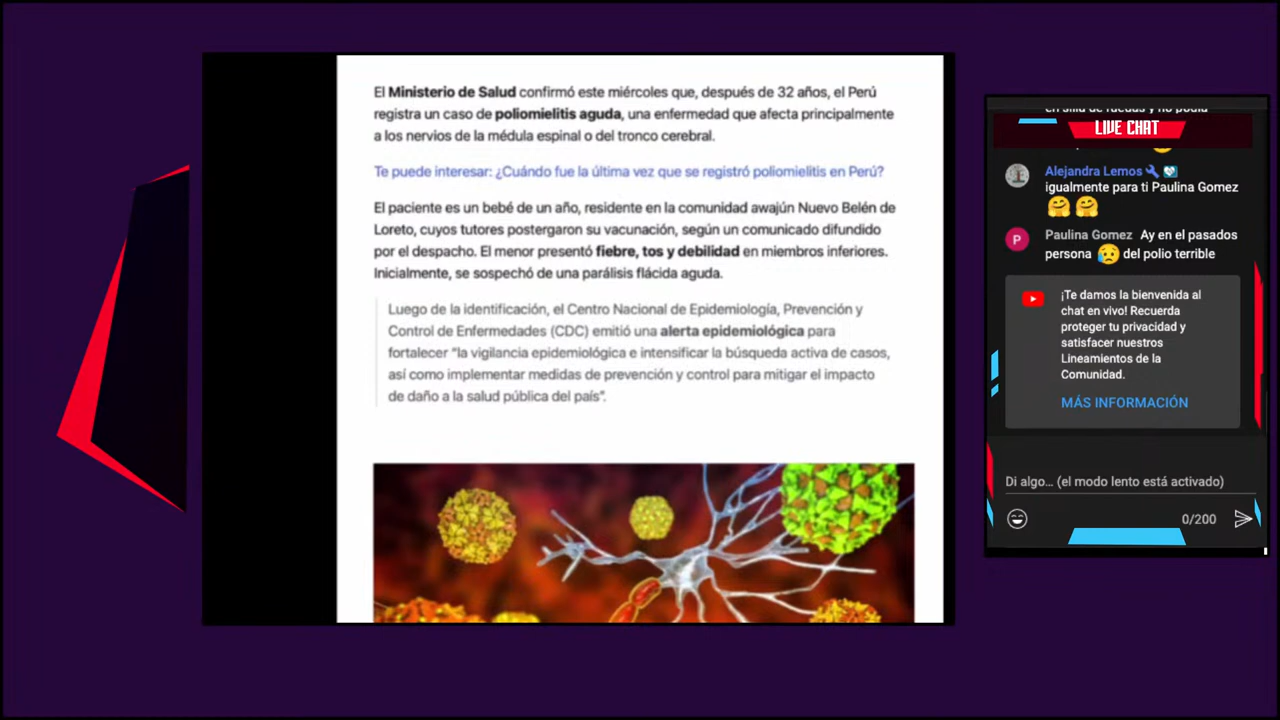 El Ministerio de Salud confirmó este miércoles que, después de 32 años, el Perú
registra un caso de poliomielitis aguda, una enfermedad que afecta principalmente
a los nervios de la médula espinal o del tronco cerebral.
Te puede interesar: ¿Cuándo fue la última vez que se registró poliomielitis en Perú?
El paciente es un bebé de un año, residente en la comunidad awajún Nuevo Belén de
Loreto, cuyos tutores postergaron su vacunación, según un comunicado difundido
por el despacho. El menor presentó fiebre, tos y debilidad en miembros inferiores.
Inicialmente, se sospechó de una parálisis flácida aguda.
Luego de la identificación, el Centro Nacional de Epidemiología, Prevención y
Control de Enfermedades (CDC) emitió una alerta epidemiológica para
fortalecer “la vigilancia epidemiológica e intensificar la búsqueda activa de casos,
así como implementar medidas de prevención y control para mitigar el impacto
de daño a la salud pública del país”.
en silla de ruedas y no podía
LIVE CHAT
Alejandra Lemos
igualmente para ti Paulina Gomez
P
Paulina Gomez Ay en el pasados
persona del polio terrible
¡Te damos la bienvenida al
chat en vivo! Recuerda
proteger tu privacidad y
satisfacer nuestros
Lineamientos de la
Comunidad.
MÁS INFORMACIÓN
Di algo... (el modo lento está activado)
0/200